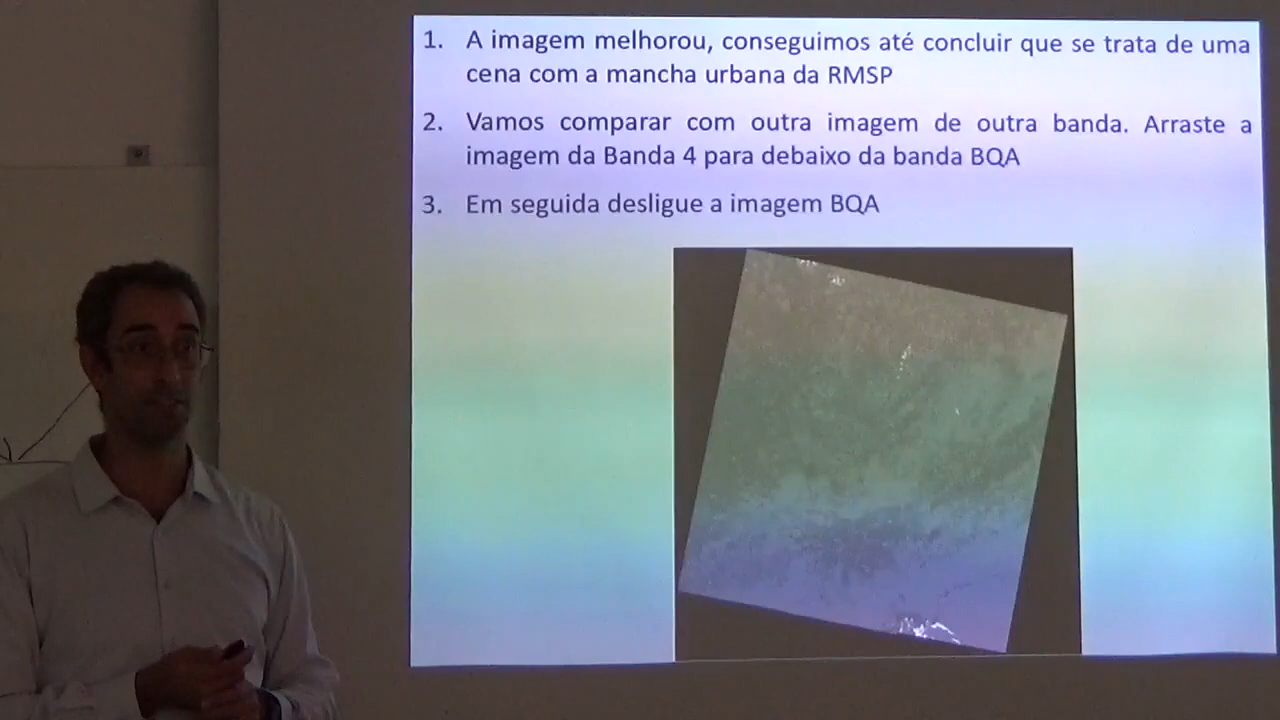 1. A imagem melhorou, conseguimos até concluir que se trata de uma
cena com a mancha urbana da RMSP
2. Vamos comparar com outra imagem de outra banda. Arraste a
imagem da Banda 4 para debaixo da banda BQA
3. Em seguida desligue a imagem BQA